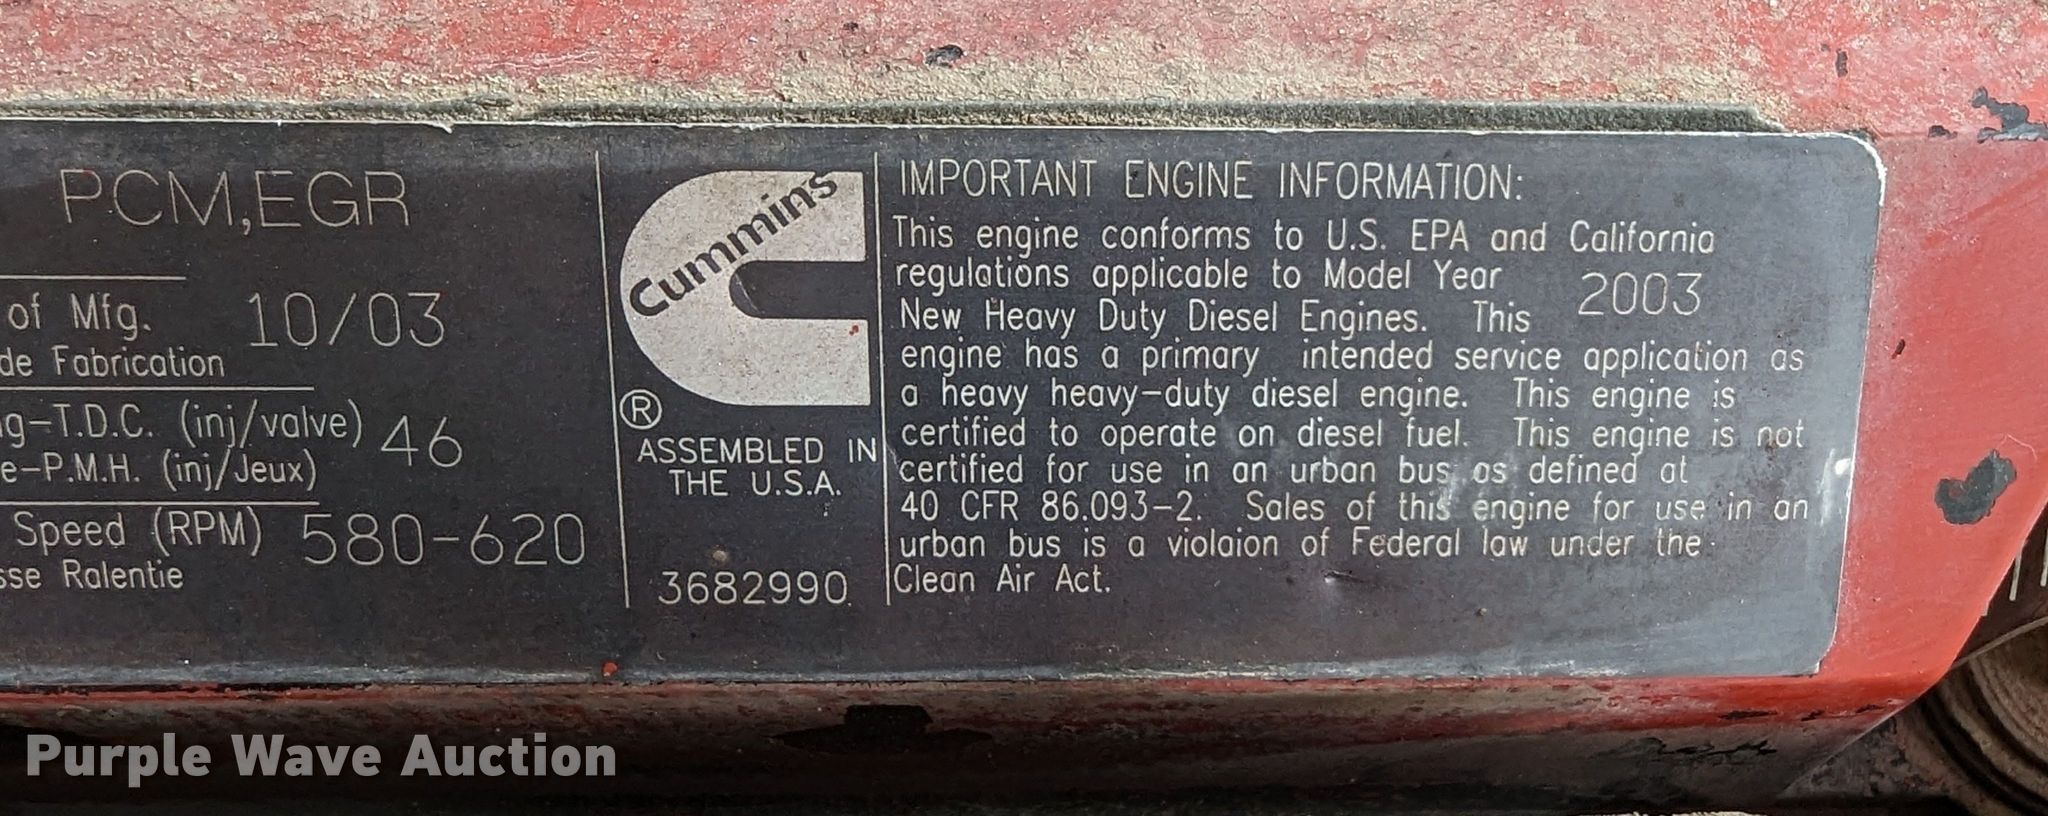 PCM,EGR
of Mfg. 10/03
de Fabrication
g-T.D.C. (inj/valve) 46
e-P.M.H. (inj/Jeux)
Speed (RPM) 580-620
sse Ralentie
Cummins
®
ASSEMBLED IN
THE U.S.A.
3682990
IMPORTANT ENGINE INFORMATION:
This engine conforms to U.S. EPA and California
regulations applicable to Model Year 2003
New Heavy Duty Diesel Engines. This
engine has a primary intended service application as
a heavy heavy-duty diesel engine. This engine is
certified to operate on diesel fuel. This engine is not
certified for use in an urban bus as defined at
40 CFR 86.093-2. Sales of this engine for use in an
urban bus is a violaion of Federal law under the
Clean Air Act.
Purple Wave Auction